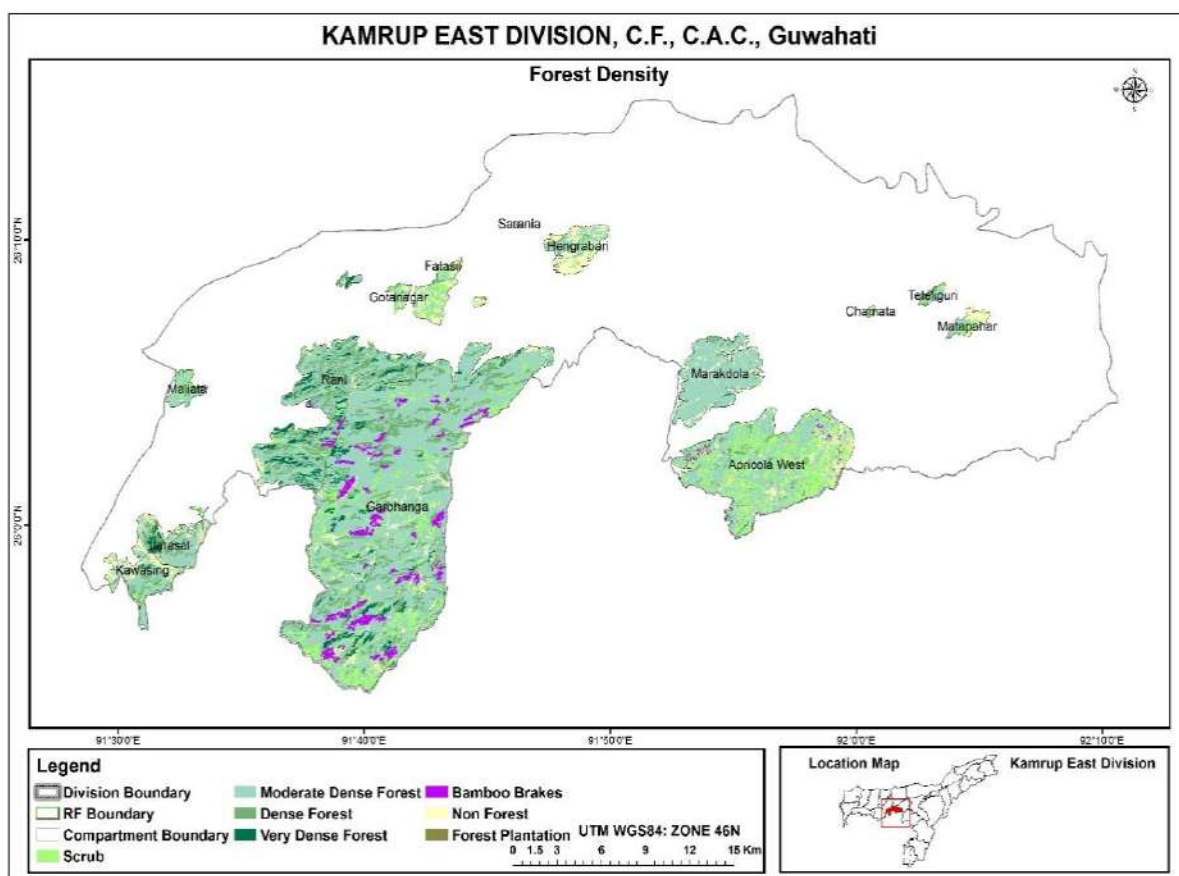 KAMRUP EAST DIVISION, C.F., C.A.C., Guwahati
Forest Density
Sarania
Hengrabari
Fatasil
Gotanagar
Teteliguri
Chamata
Matapahar
Maliata
Rani
Marakdola
Apricola West
Garbhanga
Kawasing
26°10'0"N
26°0'0"N
91°30'0"E
91°40'0"E
91°50'0"E
92°0'0"E
92°10'0"E
Legend
Division Boundary
RF Boundary
Compartment Boundary
Scrub
Moderate Dense Forest
Dense Forest
Very Dense Forest
Bamboo Brakes
Non Forest
Forest Plantation
UTM WGS84: ZONE 46N
0 1.5 3 6 9 12 15 Km
Location Map
Kamrup East Division